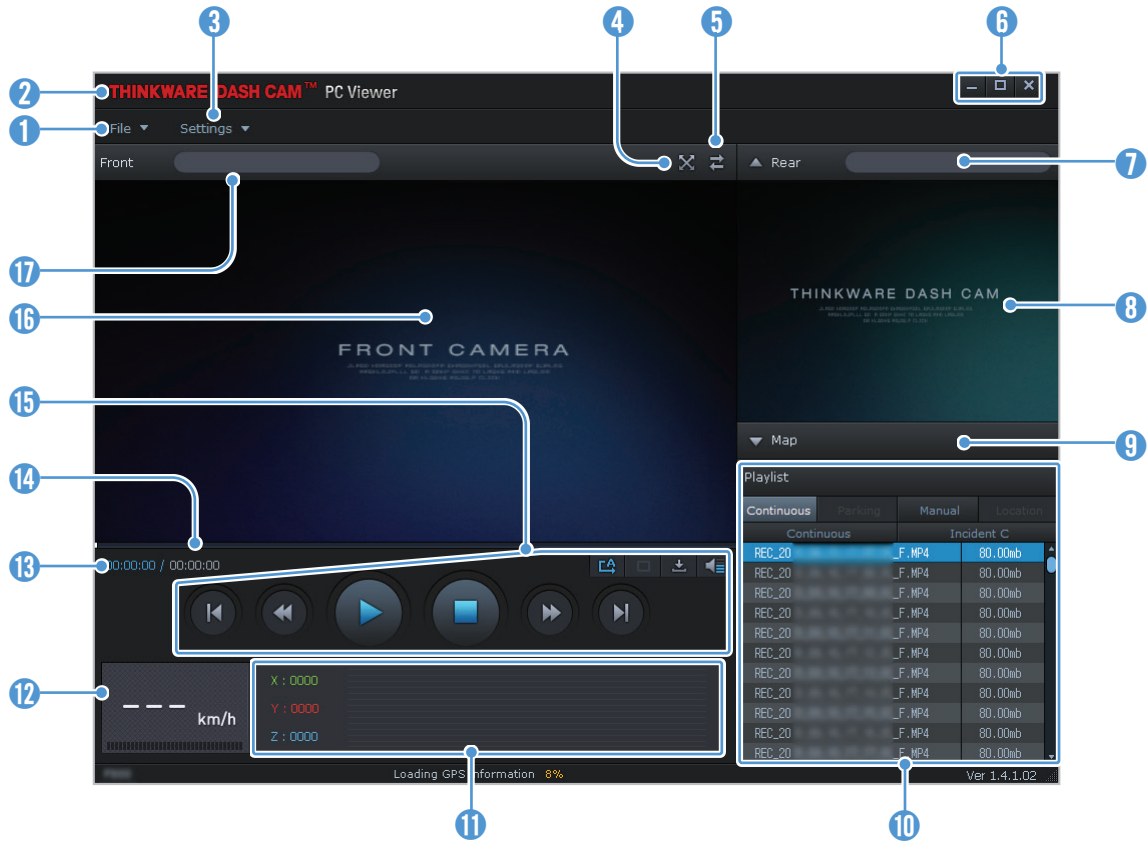 3 4 5 6
2 THINKWARE DASH CAM™ PC Viewer
1 File Settings
Front Rear 7
17
16 FRONT CAMERA
THINKWARE DASH CAM 8
15
Map 9
14 Playlist
Continuous Parking Manual Location
Continuous Incident C
13 00:00:00 / 00:00:00
REC_20 _F.MP4 80.00mb
REC_20 _F.MP4 80.00mb
REC_20 _F.MP4 80.00mb
REC_20 _F.MP4 80.00mb
REC_20 _F.MP4 80.00mb
REC_20 _F.MP4 80.00mb
REC_20 _F.MP4 80.00mb
REC_20 _F.MP4 80.00mb
REC_20 _F.MP4 80.00mb
REC_20 _F.MP4 80.00mb
REC_20 _F.MP4 80.00mb
12 --- km/h
X : 0000
Y : 0000
Z : 0000
Loading GPS Information 8% Ver 1.4.1.02
11 10